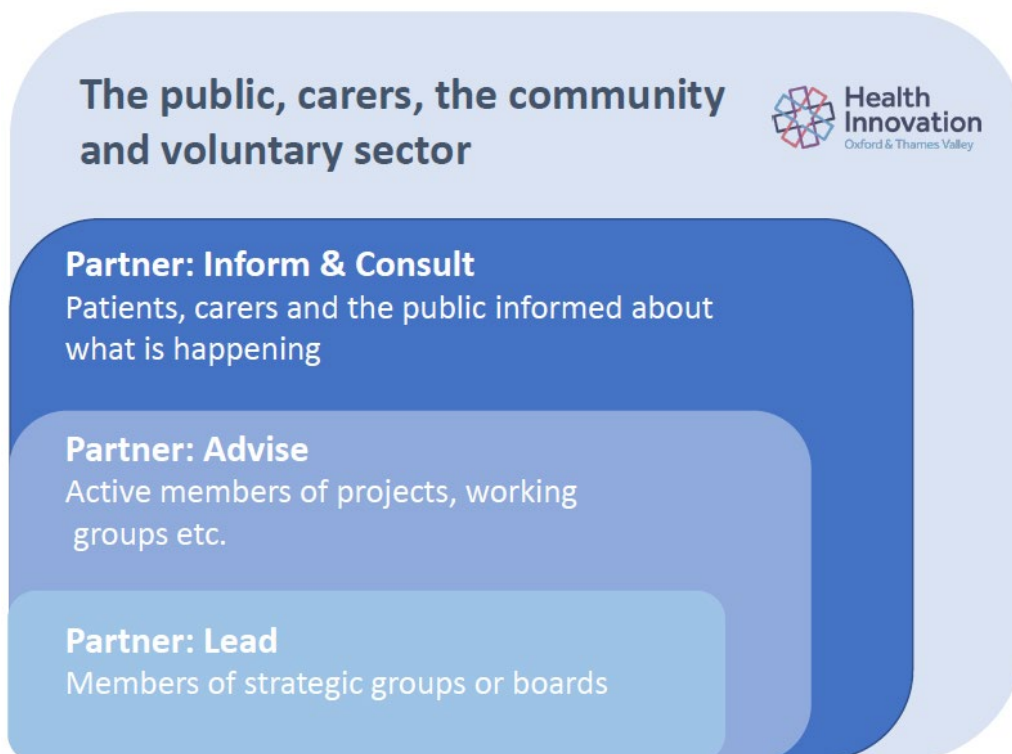 The public, carers, the community
and voluntary sector
Health
Innovation
Oxford & Thames Valley
Partner: Inform & Consult
Patients, carers and the public informed about
what is happening
Partner: Advise
Active members of projects, working
groups etc.
Partner: Lead
Members of strategic groups or boards